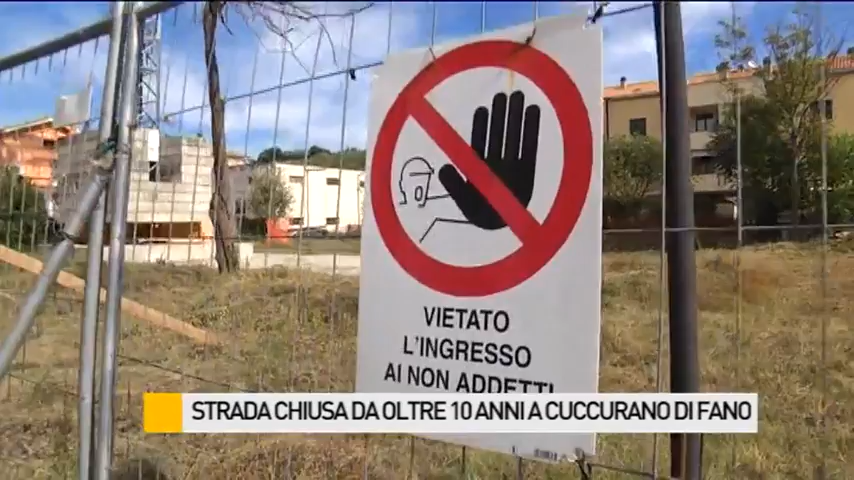 VIETATO
L'INGRESSO
AI NON ADDETTI
STRADA CHIUSA DA OLTRE 10 ANNI A CUCCURANO DI FANO